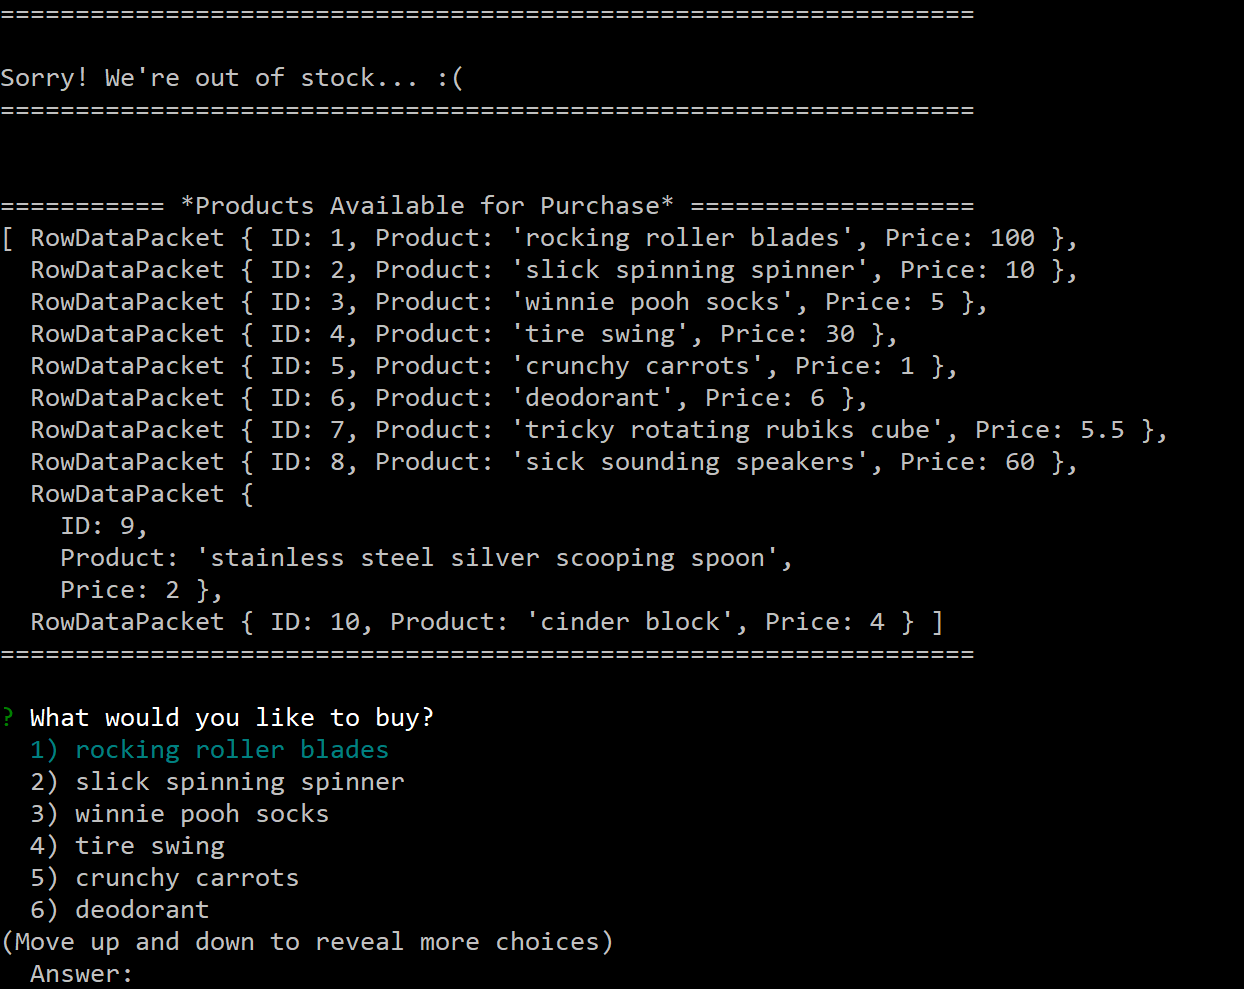 =================================================================
Sorry! We're out of stock... :(
=================================================================
=========== *Products Available for Purchase* ===================
[ RowDataPacket { ID: 1, Product: 'rocking roller blades', Price: 100 },
  RowDataPacket { ID: 2, Product: 'slick spinning spinner', Price: 10 },
  RowDataPacket { ID: 3, Product: 'winnie pooh socks', Price: 5 },
  RowDataPacket { ID: 4, Product: 'tire swing', Price: 30 },
  RowDataPacket { ID: 5, Product: 'crunchy carrots', Price: 1 },
  RowDataPacket { ID: 6, Product: 'deodorant', Price: 6 },
  RowDataPacket { ID: 7, Product: 'tricky rotating rubiks cube', Price: 5.5 },
  RowDataPacket { ID: 8, Product: 'sick sounding speakers', Price: 60 },
  RowDataPacket {
    ID: 9,
    Product: 'stainless steel silver scooping spoon',
    Price: 2 },
  RowDataPacket { ID: 10, Product: 'cinder block', Price: 4 } ]
=================================================================
? What would you like to buy?
  1) rocking roller blades
  2) slick spinning spinner
  3) winnie pooh socks
  4) tire swing
  5) crunchy carrots
  6) deodorant
(Move up and down to reveal more choices)
  Answer: